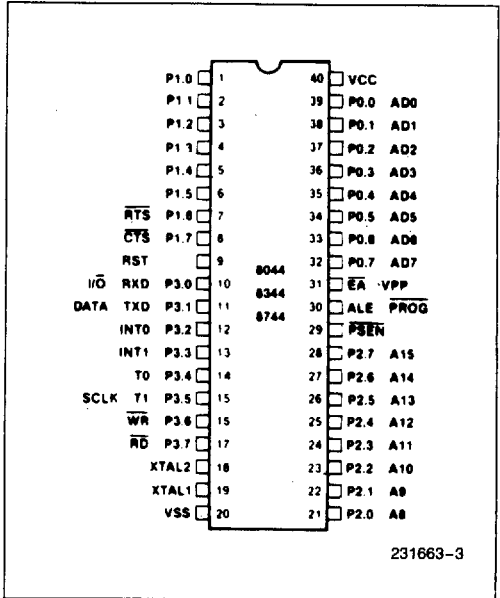 P1.0 1 40 VCC
P1.1 2 39 P0.0 AD0
P1.2 3 38 P0.1 AD1
P1.3 4 37 P0.2 AD2
P1.4 5 36 P0.3 AD3
P1.5 6 35 P0.4 AD4
R̅T̅S̅ P1.6 7 34 P0.5 AD5
C̅T̅S̅ P1.7 8 33 P0.6 AD6
RST 9 32 P0.7 AD7
8044
I/O̅ RXD P3.0 10 8344 31 E̅A̅ VPP
DATA TXD P3.1 11 8744 30 ALE P̅R̅O̅G̅
INT0 P3.2 12 29 P̅S̅E̅N̅
INT1 P3.3 13 28 P2.7 A15
T0 P3.4 14 27 P2.6 A14
SCLK T1 P3.5 15 26 P2.5 A13
W̅R̅ P3.6 16 25 P2.4 A12
R̅D̅ P3.7 17 24 P2.3 A11
XTAL2 18 23 P2.2 A10
XTAL1 19 22 P2.1 A9
VSS 20 21 P2.0 A8
231663-3